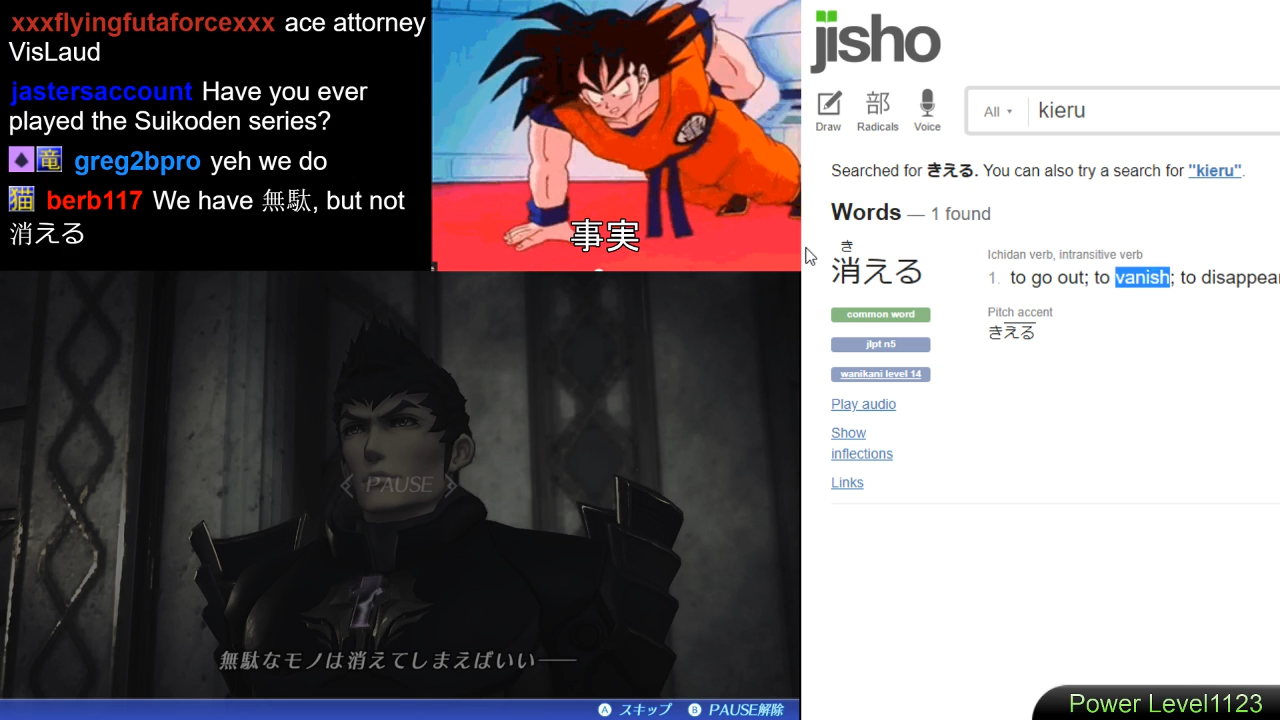 xxxflyingfutaforcexxx ace attorney
VisLaud
jastersaccount Have you ever
played the Suikoden series?
竜 greg2bpro yeh we do
猫 berb117 We have 無駄, but not
消える
事実
PAUSE
無駄なモノは消えてしまえばいい——
A スキップ B PAUSE解除
jisho
部
Draw Radicals Voice
All kieru
Searched for きえる. You can also try a search for "kieru".
Words — 1 found
き
消える
common word
jlpt n5
wanikani level 14
Play audio
Show
inflections
Links
Ichidan verb, intransitive verb
1. to go out; to vanish; to disappear
Pitch accent
きえる
Power Level1123